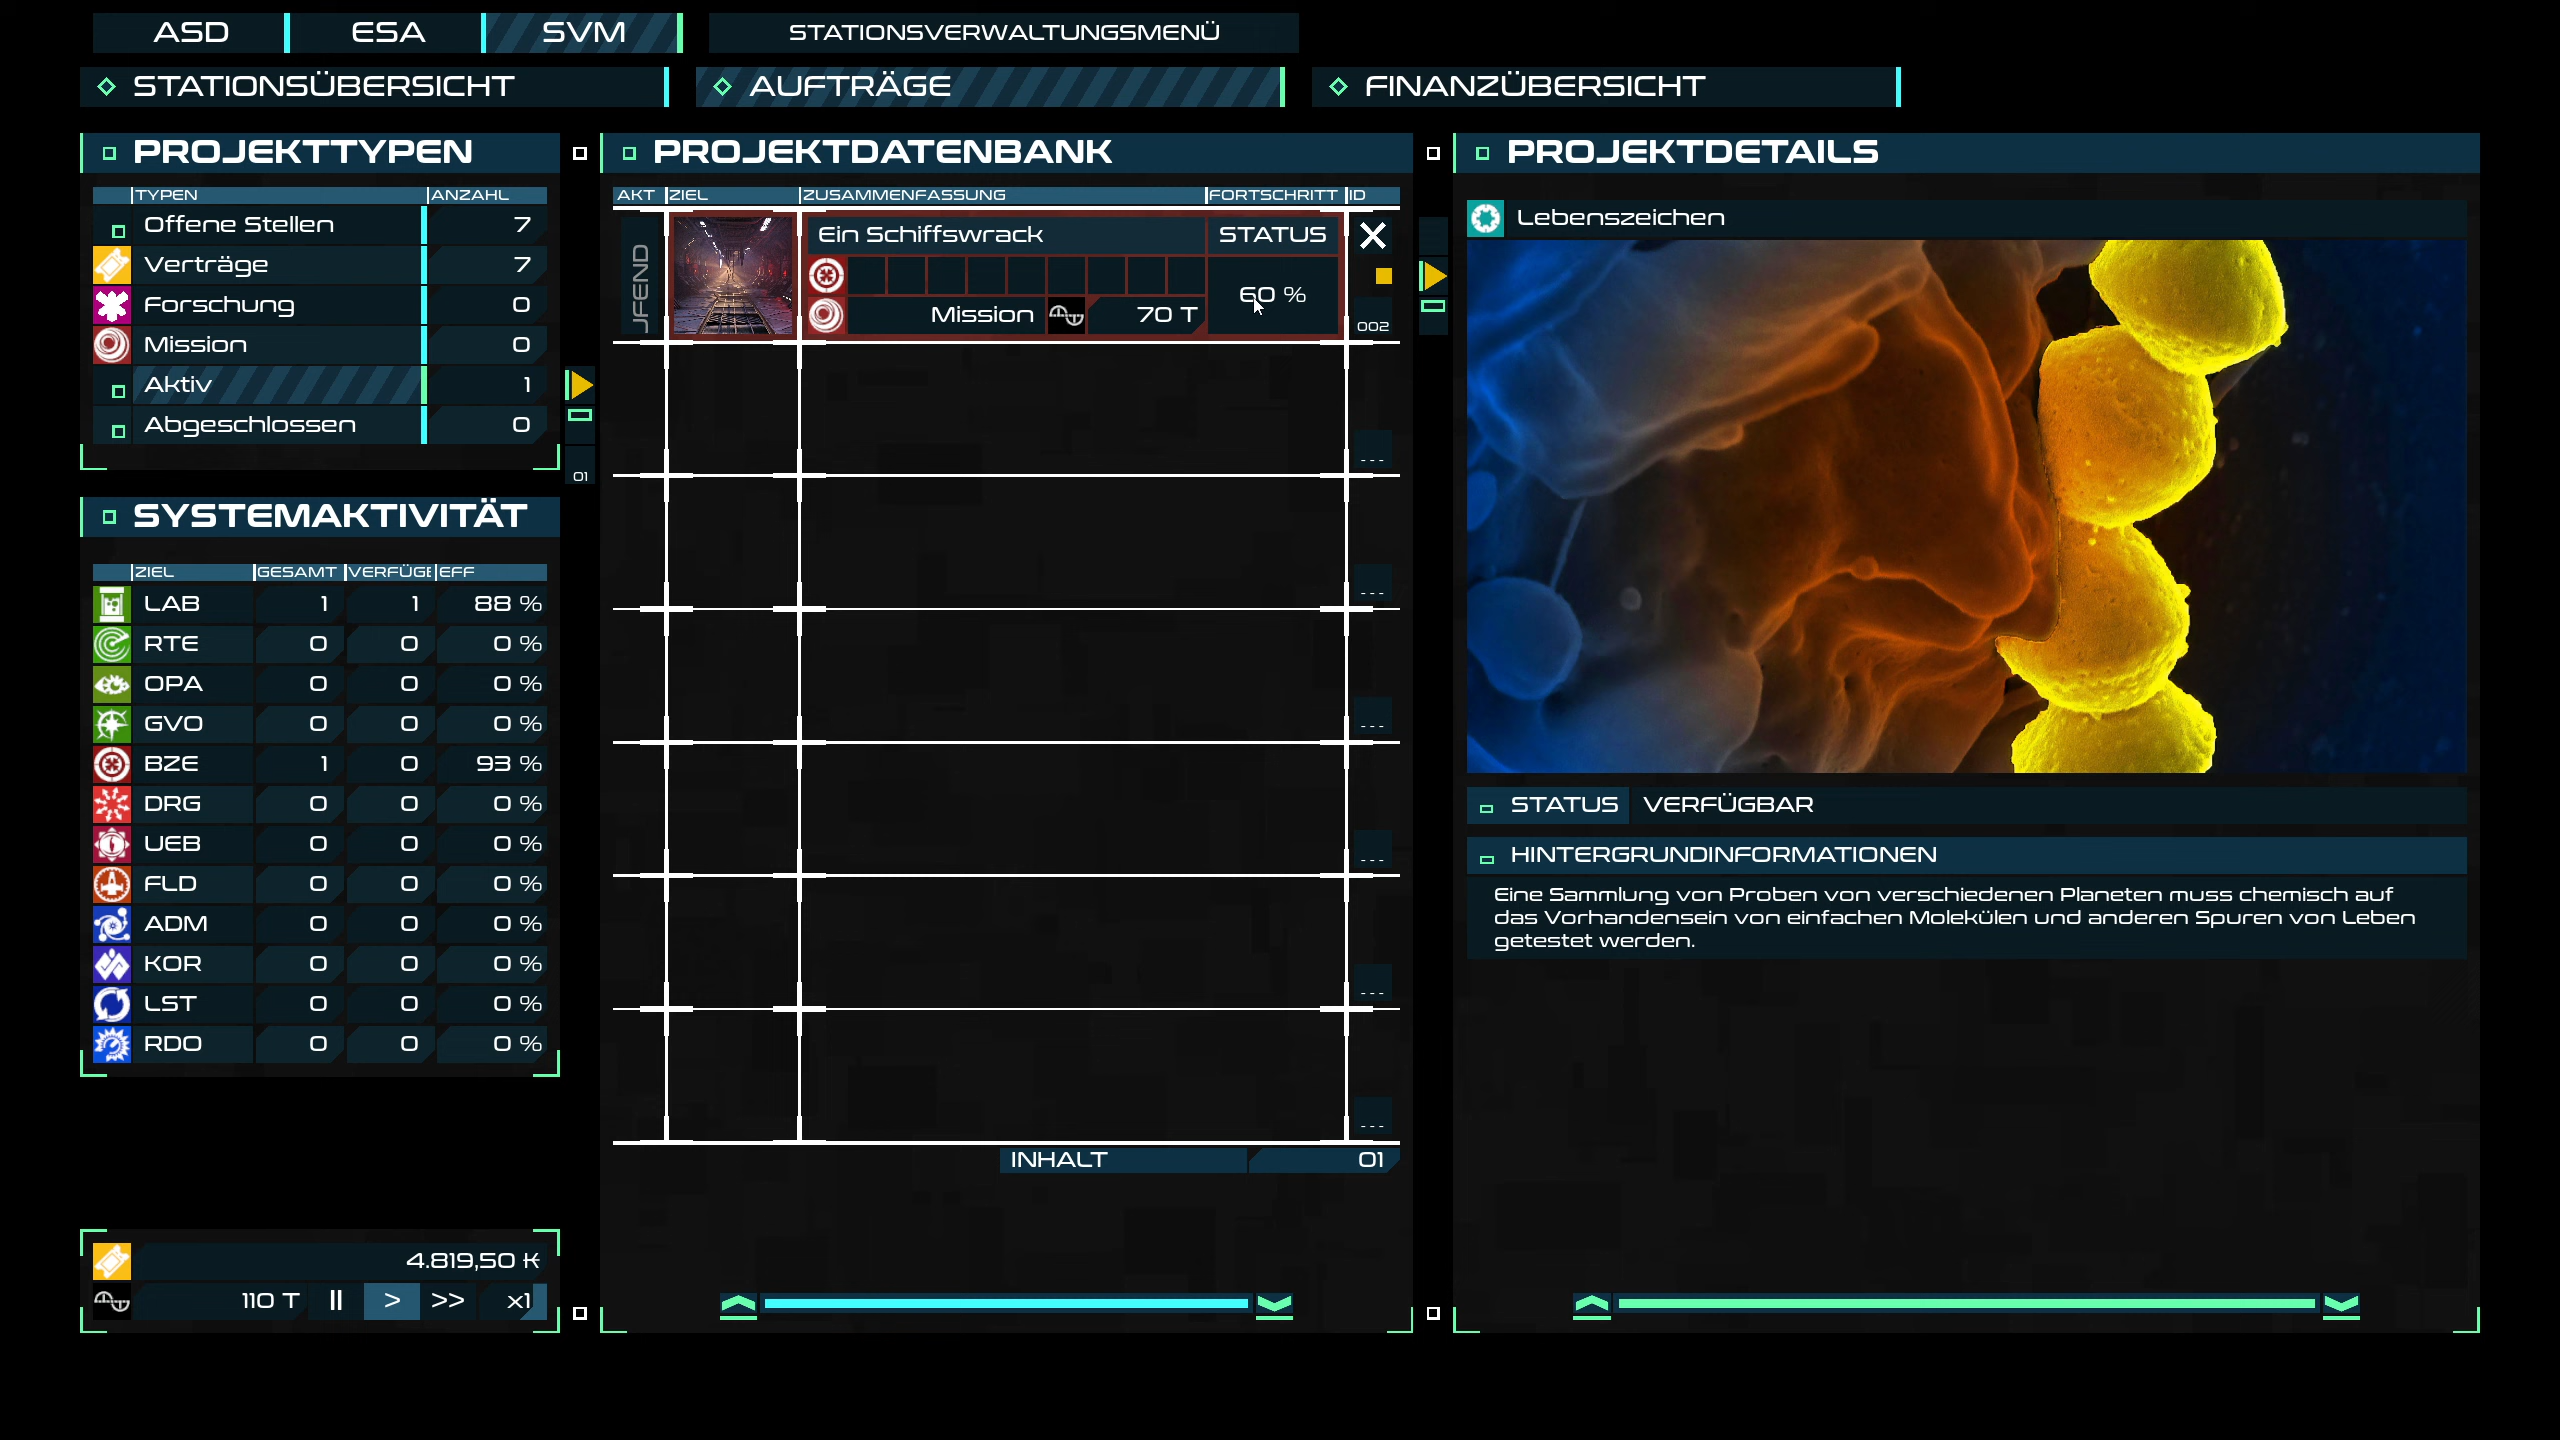 ASD
ESA
SVM
STATIONSVERWALTUNGSMENÜ
STATIONSÜBERSICHT
AUFTRÄGE
FINANZÜBERSICHT
PROJEKTTYPEN
TYPEN ANZAHL
Offene Stellen 7
Verträge 7
Forschung 0
Mission 0
Aktiv 1
Abgeschlossen 0
01
SYSTEMAKTIVITÄT
ZIEL GESAMT VERFÜGE EFF
LAB 1 1 88 %
RTE 0 0 0 %
OPA 0 0 0 %
GVO 0 0 0 %
BZE 1 0 93 %
DRG 0 0 0 %
UEB 0 0 0 %
FLD 0 0 0 %
ADM 0 0 0 %
KOR 0 0 0 %
LST 0 0 0 %
RDO 0 0 0 %
4.819,50 K
110 T || > >> x1
PROJEKTDATENBANK
AKT ZIEL ZUSAMMENFASSUNG FORTSCHRITT ID
UFEND
Ein Schiffswrack STATUS X
60 %
Mission 70 T
002
---
---
---
---
---
---
INHALT 01
PROJEKTDETAILS
Lebenszeichen
STATUS VERFÜGBAR
HINTERGRUNDINFORMATIONEN
Eine Sammlung von Proben von verschiedenen Planeten muss chemisch auf
das Vorhandensein von einfachen Molekülen und anderen Spuren von Leben
getestet werden.